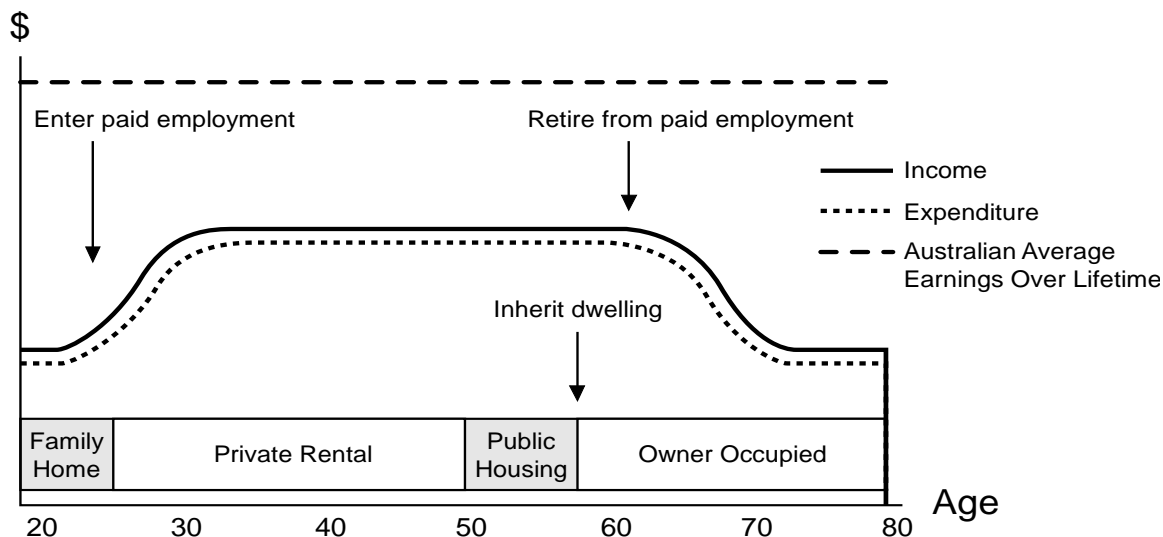 $
Enter paid employment
Retire from paid employment
Income
Expenditure
Australian Average
Earnings Over Lifetime
Inherit dwelling
Family
Home
Private Rental
Public
Housing
Owner Occupied
20 30 40 50 60 70 80
Age